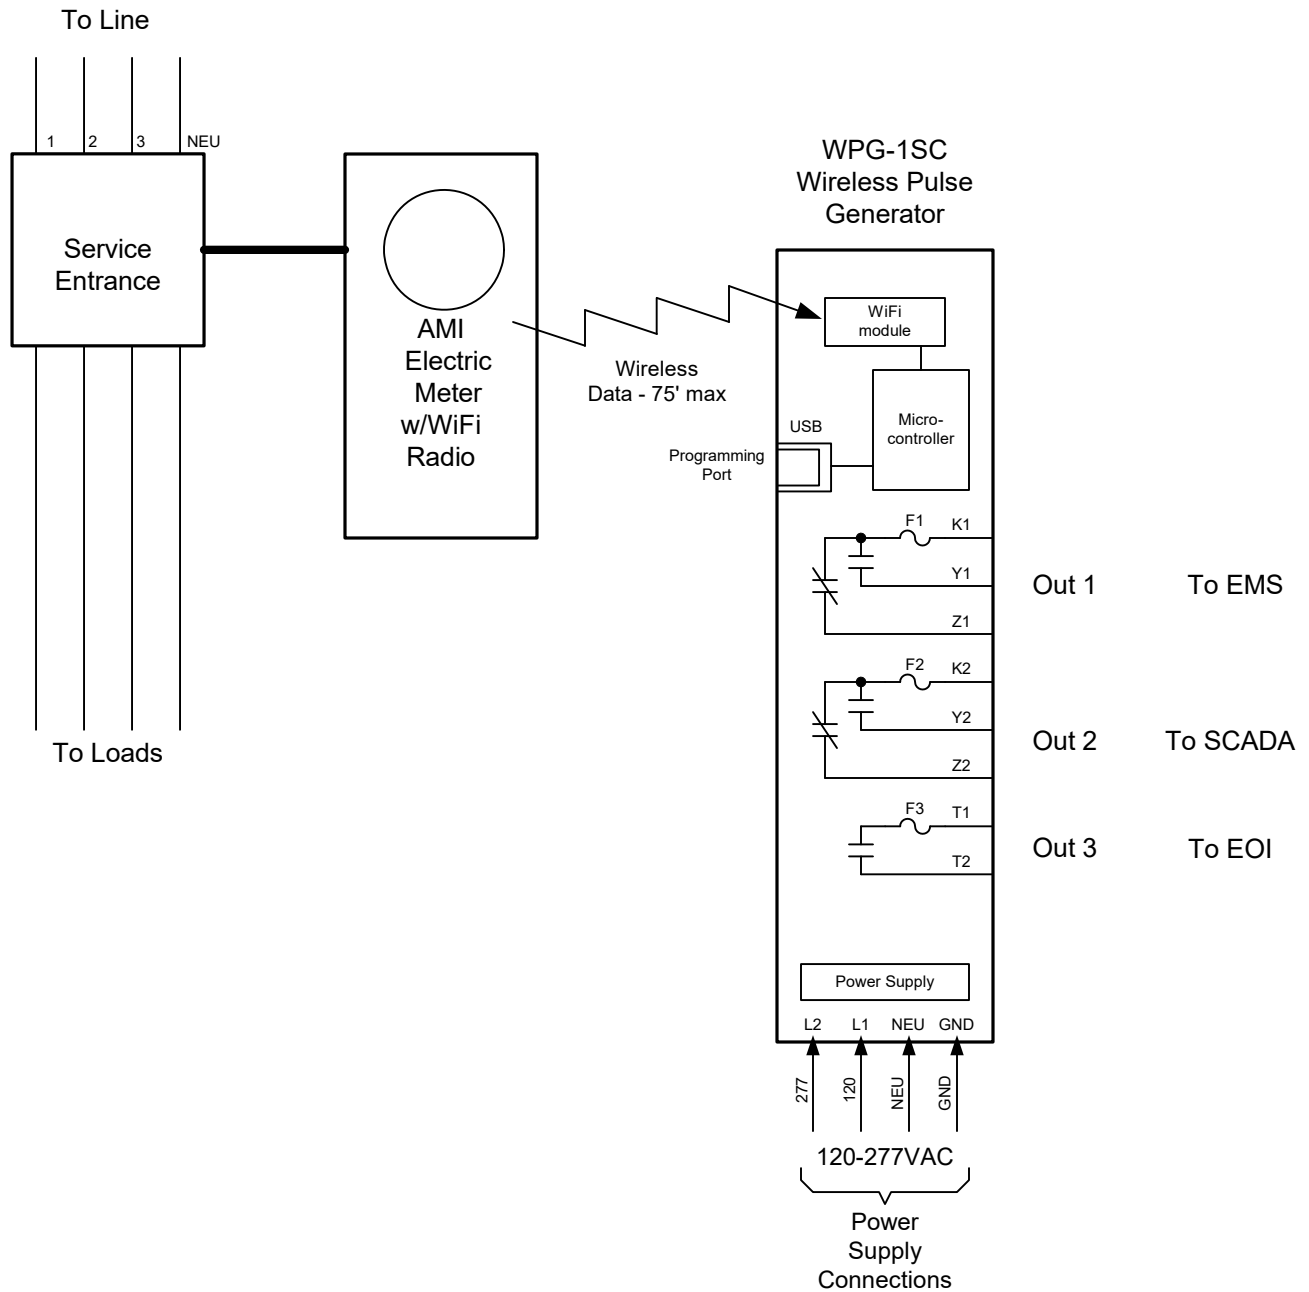 To Line
1 2 3 NEU
Service
Entrance
To Loads
AMI
Electric
Meter
w/WiFi
Radio
Wireless
Data - 75' max
WPG-1SC
Wireless Pulse
Generator
WiFi
module
Micro-
controller
USB
Programming
Port
F1 K1
Y1
Z1
Out 1 To EMS
F2 K2
Y2
Z2
Out 2 To SCADA
F3 T1
T2
Out 3 To EOI
Power Supply
L2 L1 NEU GND
277 120 NEU GND
120-277VAC
Power
Supply
Connections